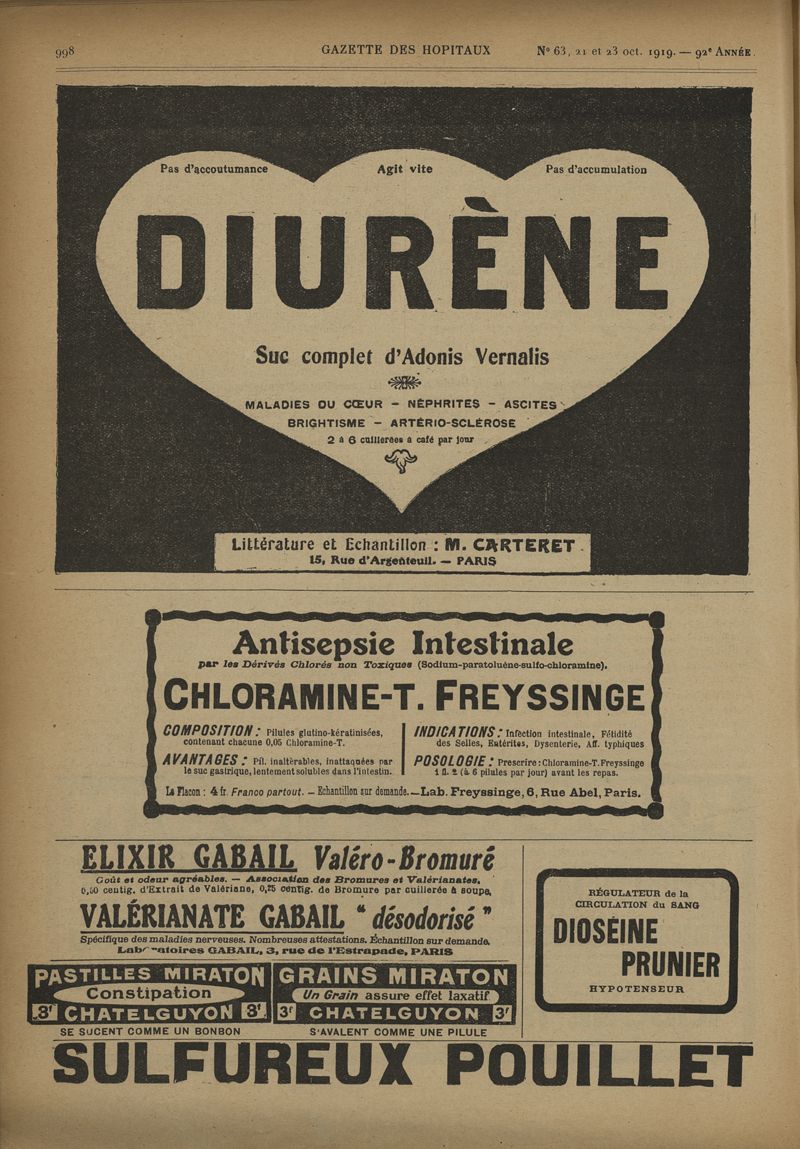 998 GAZETTE DES HOPITAUX N° 63, 21 et 23 oct. 1919. — 92e ANNÉE.
Pas d'accoutumance Agit vite Pas d'accumulation
DIURÈNE
Suc complet d'Adonis Vernalis
MALADIES DU CŒUR - NÉPHRITES - ASCITES
BRIGHTISME - ARTÉRIO-SCLÉROSE
2 à 6 cuillerées à café par jour
Littérature et Echantillon : M. CARTERET
15, Rue d'Argenteuil. — PARIS
Antisepsie Intestinale
par les Dérivés Chlorés non Toxiques (Sodium-paratoluène-sulfo-chloramine).
CHLORAMINE-T. FREYSSINGE
COMPOSITION : Pilules glutino-kératinisées,
contenant chacune 0,05 Chloramine-T.
AVANTAGES : Pil. inaltérables, inattaquées par
le suc gastrique, lentement solubles dans l'intestin.
INDICATIONS : Infection intestinale, Fétidité
des Selles, Entérites, Dysenterie, Aff. typhiques
POSOLOGIE : Prescrire : Chloramine-T. Freyssinge
1 fl. 2 (à 6 pilules par jour) avant les repas.
Le Flacon : 4 fr. Franco partout. — Echantillon sur demande. — Lab. Freyssinge, 6, Rue Abel, Paris.
ELIXIR GABAIL Valéro-Bromuré
Goût et odeur agréables. — Association des Bromures et Valérianates.
0,50 centig. d'Extrait de Valériane, 0,25 centig. de Bromure par cuillerée à soupe.
VALÉRIANATE GABAIL "désodorisé"
Spécifique des maladies nerveuses. Nombreuses attestations. Échantillon sur demande.
Laboratoires GABAIL, 3, rue de l'Estrapade, PARIS
PASTILLES MIRATON
Constipation
3f CHATELGUYON 3f
SE SUCENT COMME UN BONBON
GRAINS MIRATON
Un Grain assure effet laxatif
3f CHATELGUYON 3f
S'AVALENT COMME UNE PILULE
RÉGULATEUR de la
CIRCULATION du SANG
DIOSÉINE
PRUNIER
HYPOTENSEUR
SULFUREUX POUILLET